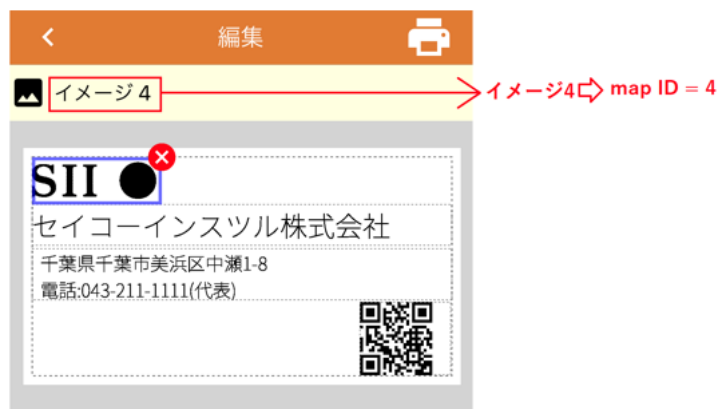 編集
イメージ 4
イメージ4 ⇨ map ID = 4
SII ●
セイコーインスツル株式会社
千葉県千葉市美浜区中瀬1-8
電話:043-211-1111(代表)